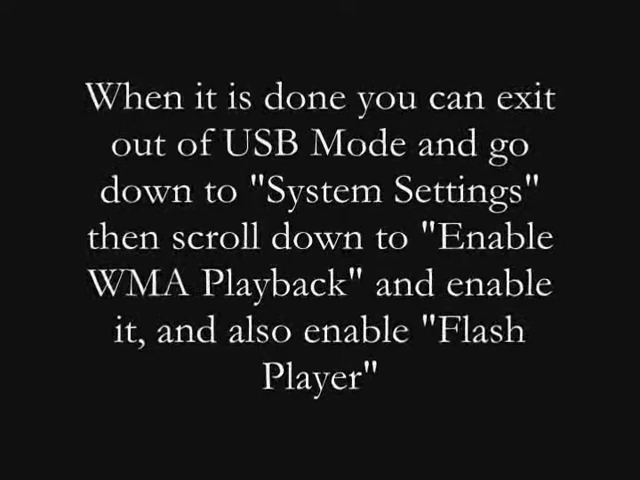 When it is done you can exit
out of USB Mode and go
down to "System Settings"
then scroll down to "Enable
WMA Playback" and enable
it, and also enable "Flash
Player"